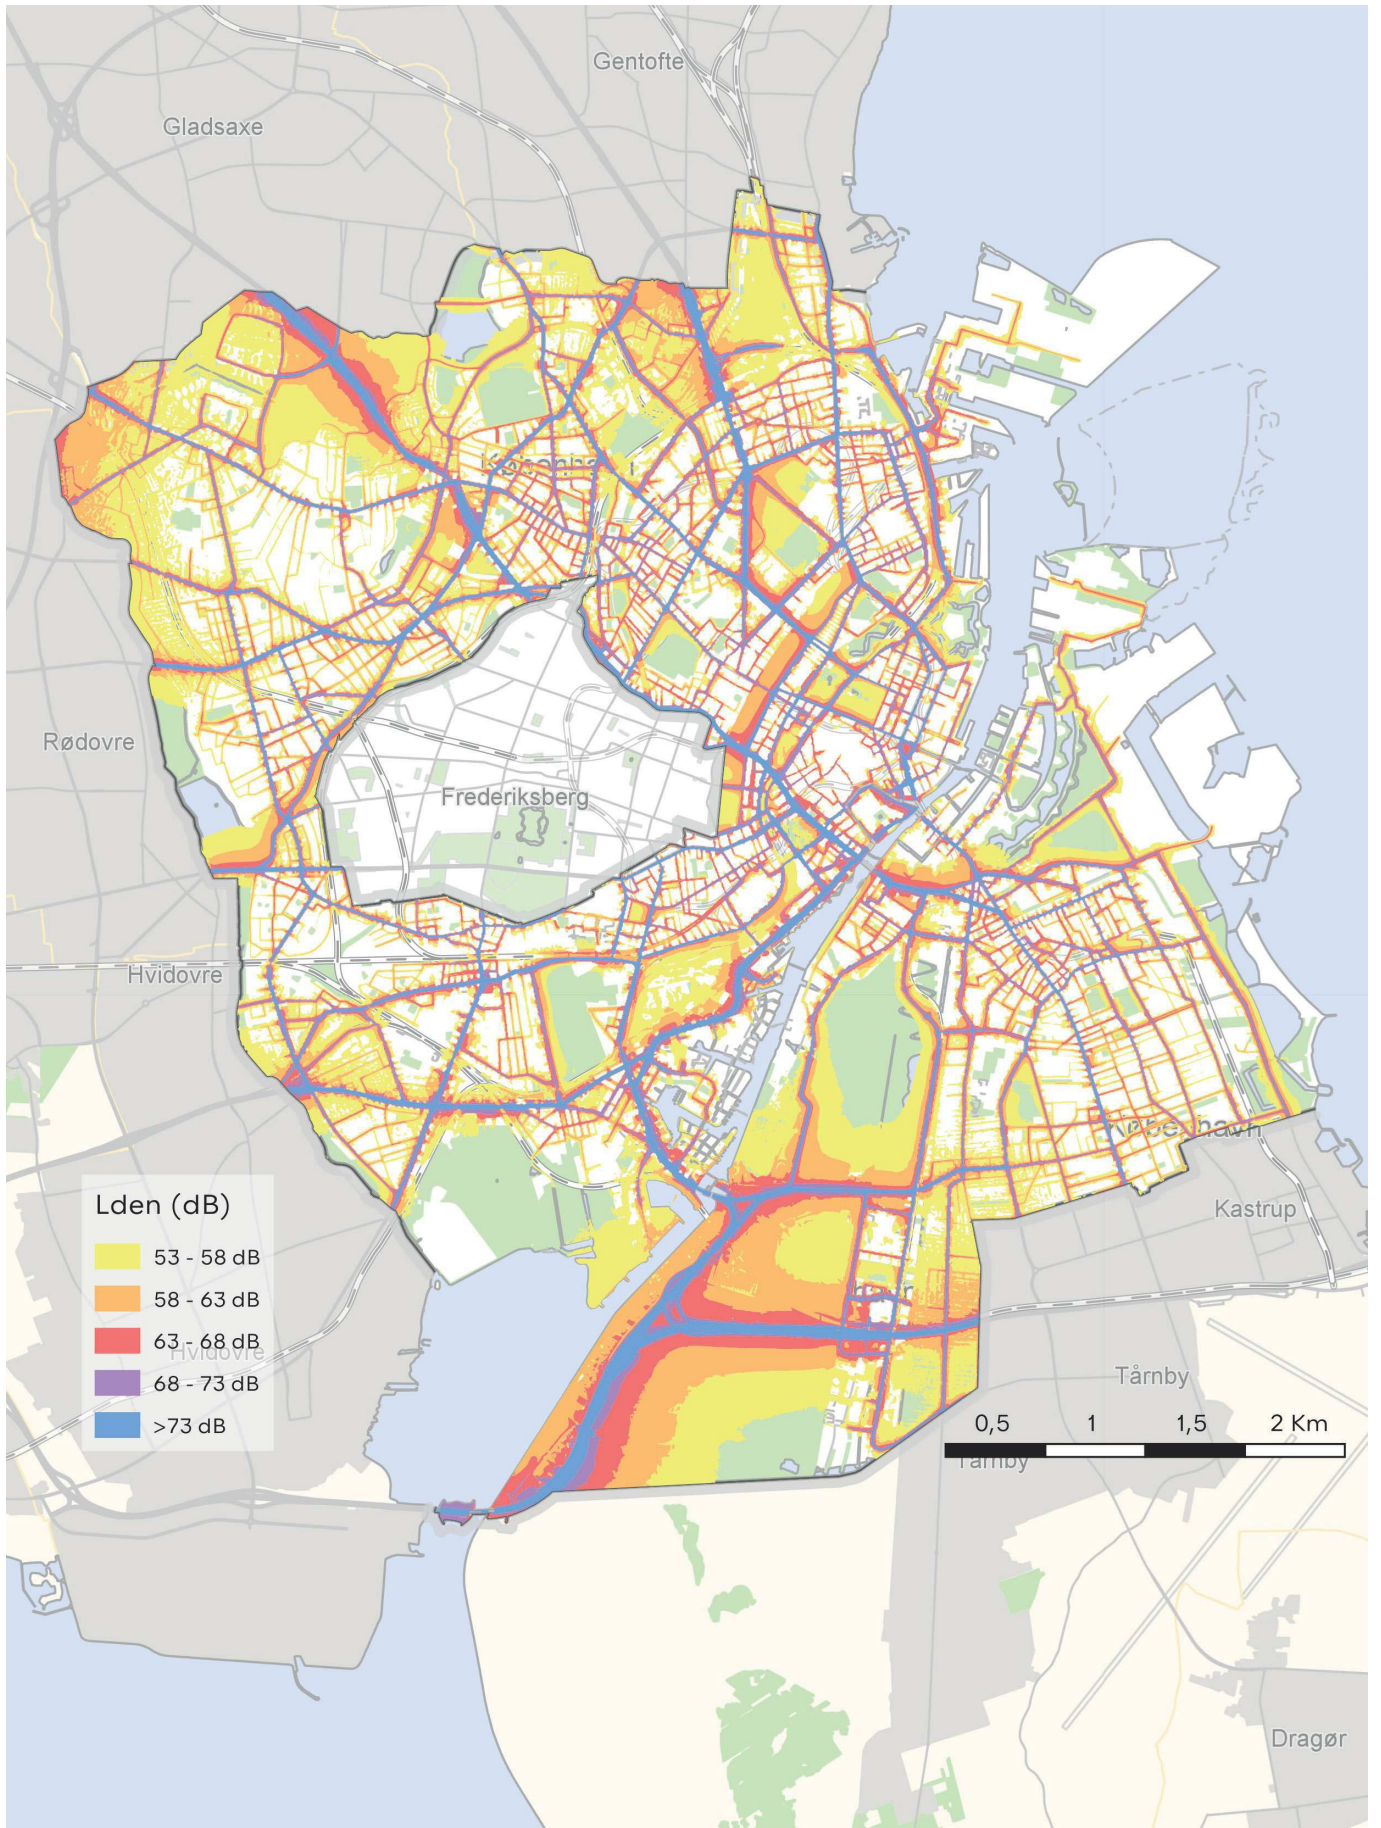 Gentofte
Gladsaxe
Rødovre
Frederiksberg
Hvidovre
København
Lden (dB)
53 - 58 dB
58 - 63 dB
63 - 68 dB
68 - 73 dB
>73 dB
Hvidovre
Kastrup
Tårnby
0,5 1 1,5 2 Km
Tårnby
Dragør